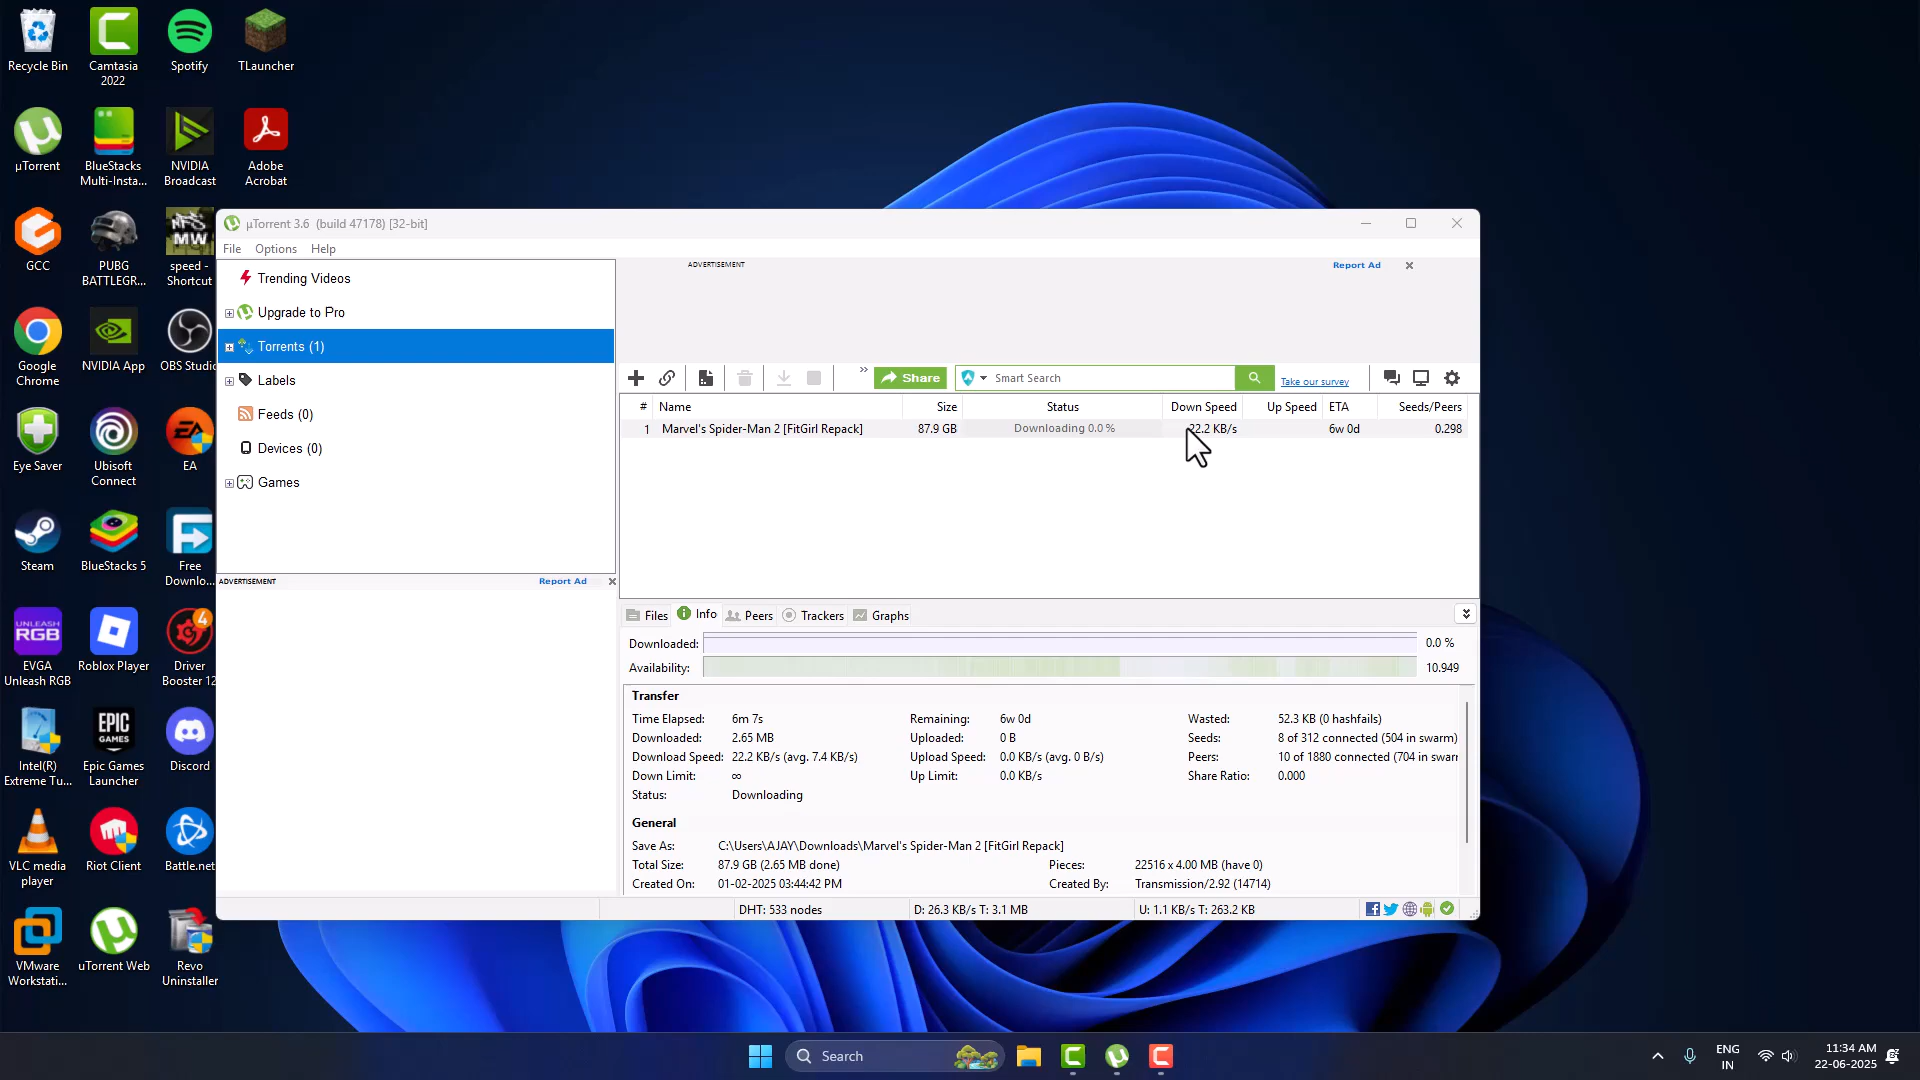 Recycle Bin
Camtasia 2022
Spotify
TLauncher
µTorrent
BlueStacks Multi-Insta...
NVIDIA Broadcast
Adobe Acrobat
GCC
PUBG BATTLEGR...
NFS MW
speed - Shortcut
Google Chrome
NVIDIA App
OBS Studio
Eye Saver
Ubisoft Connect
EA
Steam
BlueStacks 5
Free Downlo...
UNLEASH RGB
EVGA Unleash RGB
Roblox Player
4
Driver Booster 12
Intel(R) Extreme Tu...
EPIC GAMES
Epic Games Launcher
Discord
VLC media player
Riot Client
Battle.net
VMware Workstati...
uTorrent Web
Revo Uninstaller
µTorrent 3.6 (build 47178) [32-bit]
File Options Help
Trending Videos
Upgrade to Pro
Torrents (1)
Labels
Feeds (0)
Devices (0)
Games
ADVERTISEMENT Report Ad
ADVERTISEMENT Report Ad
Share Smart Search Take our survey
# Name Size Status Down Speed Up Speed ETA Seeds/Peers
1 Marvel's Spider-Man 2 [FitGirl Repack] 87.9 GB Downloading 0.0 % 22.2 KB/s 6w 0d 0.298
Files Info Peers Trackers Graphs
Downloaded: 0.0 %
Availability: 10.949
Transfer
Time Elapsed: 6m 7s Remaining: 6w 0d Wasted: 52.3 KB (0 hashfails)
Downloaded: 2.65 MB Uploaded: 0 B Seeds: 8 of 312 connected (504 in swarm)
Download Speed: 22.2 KB/s (avg. 7.4 KB/s) Upload Speed: 0.0 KB/s (avg. 0 B/s) Peers: 10 of 1880 connected (704 in swarm
Down Limit: ∞ Up Limit: 0.0 KB/s Share Ratio: 0.000
Status: Downloading
General
Save As: C:\Users\AJAY\Downloads\Marvel's Spider-Man 2 [FitGirl Repack]
Total Size: 87.9 GB (2.65 MB done) Pieces: 22516 x 4.00 MB (have 0)
Created On: 01-02-2025 03:44:42 PM Created By: Transmission/2.92 (14714)
DHT: 533 nodes D: 26.3 KB/s T: 3.1 MB U: 1.1 KB/s T: 263.2 KB
Search
ENG IN
11:34 AM
22-06-2025